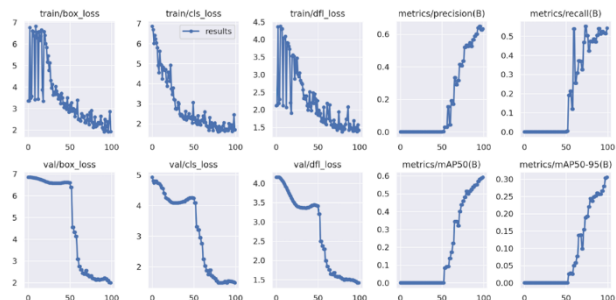 train/box_loss train/cls_loss train/dfl_loss metrics/precision(B) metrics/recall(B)
results
7 6 5 4 3 2
7 6 5 4 3 2
4.5 4.0 3.5 3.0 2.5 2.0 1.5
0.6 0.4 0.2 0.0
0.5 0.4 0.3 0.2 0.1 0.0
0 50 100 0 50 100 0 50 100 0 50 100 0 50 100
val/box_loss val/cls_loss val/dfl_loss metrics/mAP50(B) metrics/mAP50-95(B)
7 6 5 4 3 2
5 4 3 2
4.0 3.5 3.0 2.5 2.0 1.5
0.6 0.5 0.4 0.3 0.2 0.1 0.0
0.30 0.25 0.20 0.15 0.10 0.05 0.00
0 50 100 0 50 100 0 50 100 0 50 100 0 50 100